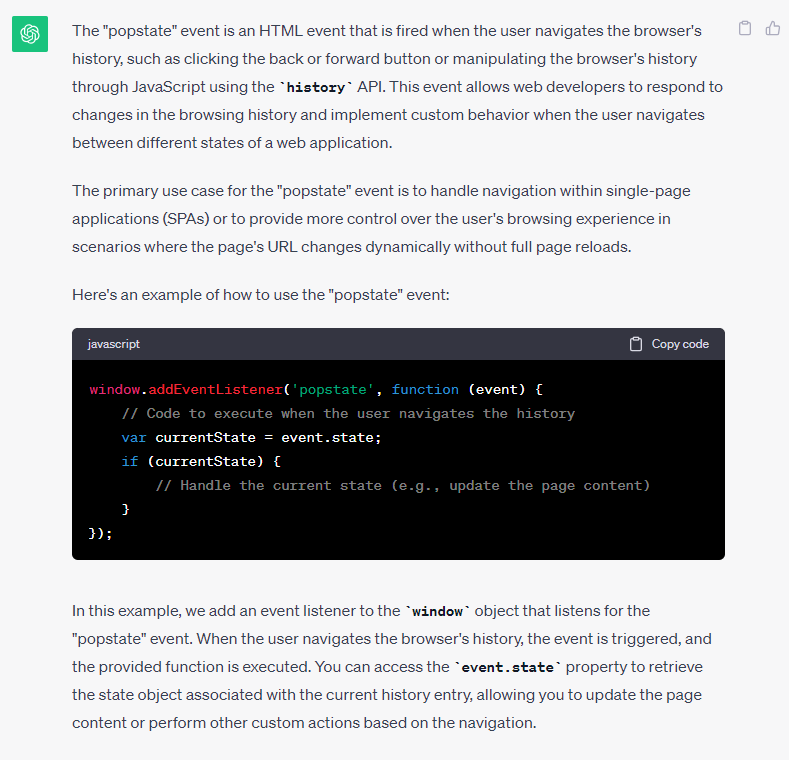 The "popstate" event is an HTML event that is fired when the user navigates the browser's
history, such as clicking the back or forward button or manipulating the browser's history
through JavaScript using the `history` API. This event allows web developers to respond to
changes in the browsing history and implement custom behavior when the user navigates
between different states of a web application.
The primary use case for the "popstate" event is to handle navigation within single-page
applications (SPAs) or to provide more control over the user's browsing experience in
scenarios where the page's URL changes dynamically without full page reloads.
Here's an example of how to use the "popstate" event:
javascript Copy code
window.addEventListener('popstate', function (event) {
    // Code to execute when the user navigates the history
    var currentState = event.state;
    if (currentState) {
        // Handle the current state (e.g., update the page content)
    }
});
In this example, we add an event listener to the `window` object that listens for the
"popstate" event. When the user navigates the browser's history, the event is triggered, and
the provided function is executed. You can access the `event.state` property to retrieve
the state object associated with the current history entry, allowing you to update the page
content or perform other custom actions based on the navigation.